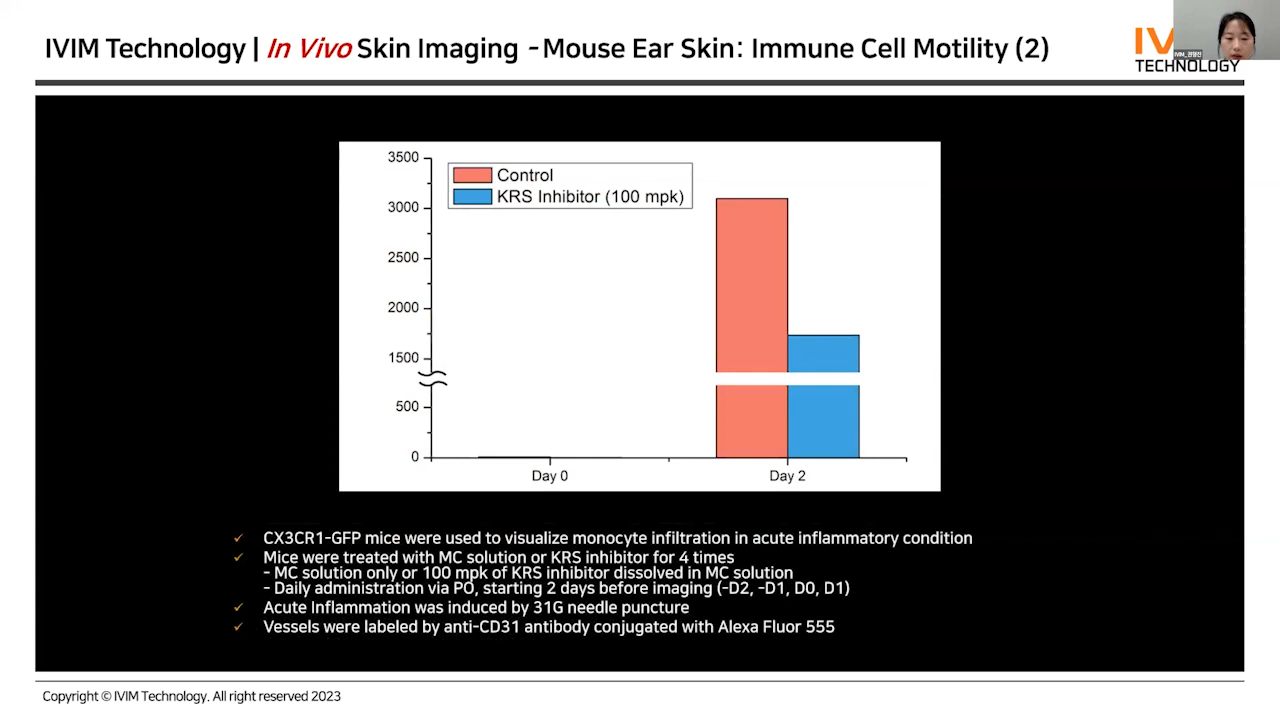 IVIM Technology | In Vivo Skin Imaging - Mouse Ear Skin: Immune Cell Motility (2)
IV
TECHNOLOGY
3500
3000
2500
2000
1500
500
0
Control
KRS Inhibitor (100 mpk)
Day 0
Day 2
✓ CX3CR1-GFP mice were used to visualize monocyte infiltration in acute inflammatory condition
✓ Mice were treated with MC solution or KRS inhibitor for 4 times
- MC solution only or 100 mpk of KRS inhibitor dissolved in MC solution
- Daily administration via PO, starting 2 days before imaging (-D2, -D1, D0, D1)
✓ Acute Inflammation was induced by 31G needle puncture
✓ Vessels were labeled by anti-CD31 antibody conjugated with Alexa Fluor 555
Copyright © IVIM Technology. All right reserved 2023